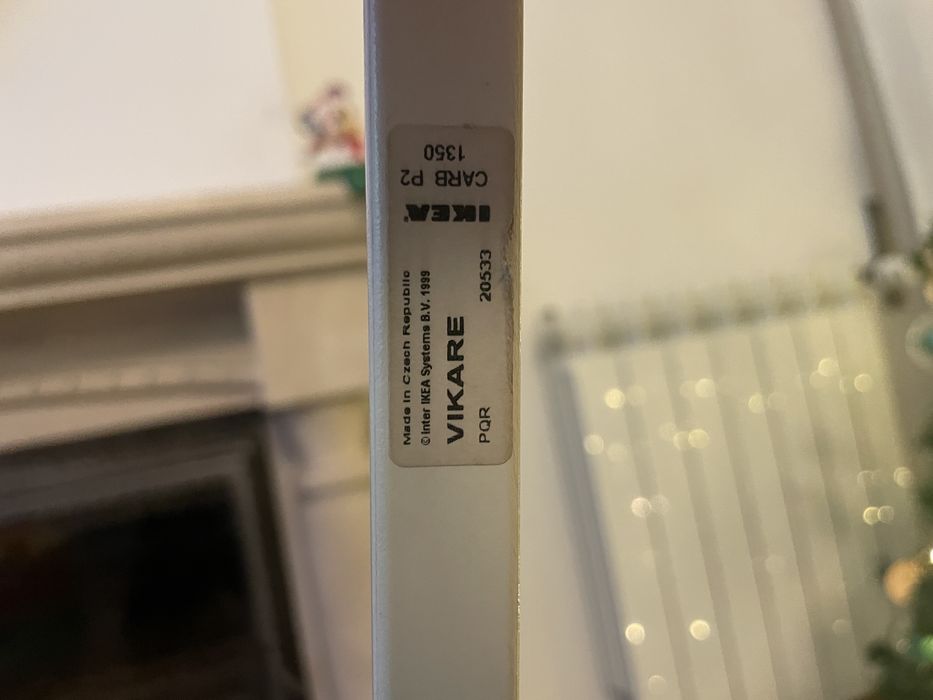 Made in Czech Republic
© Inter IKEA Systems B.V. 1999
VIKARE
PQR 20533
IKEA
CARB P2
1350